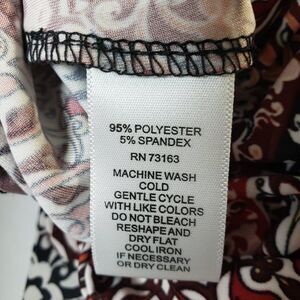 95% POLYESTER
5% SPANDEX
RN 73163
MACHINE WASH
COLD
GENTLE CYCLE
WITH LIKE COLORS
DO NOT BLEACH
RESHAPE AND
DRY FLAT
COOL IRON
IF NECESSARY
OR DRY CLEAN